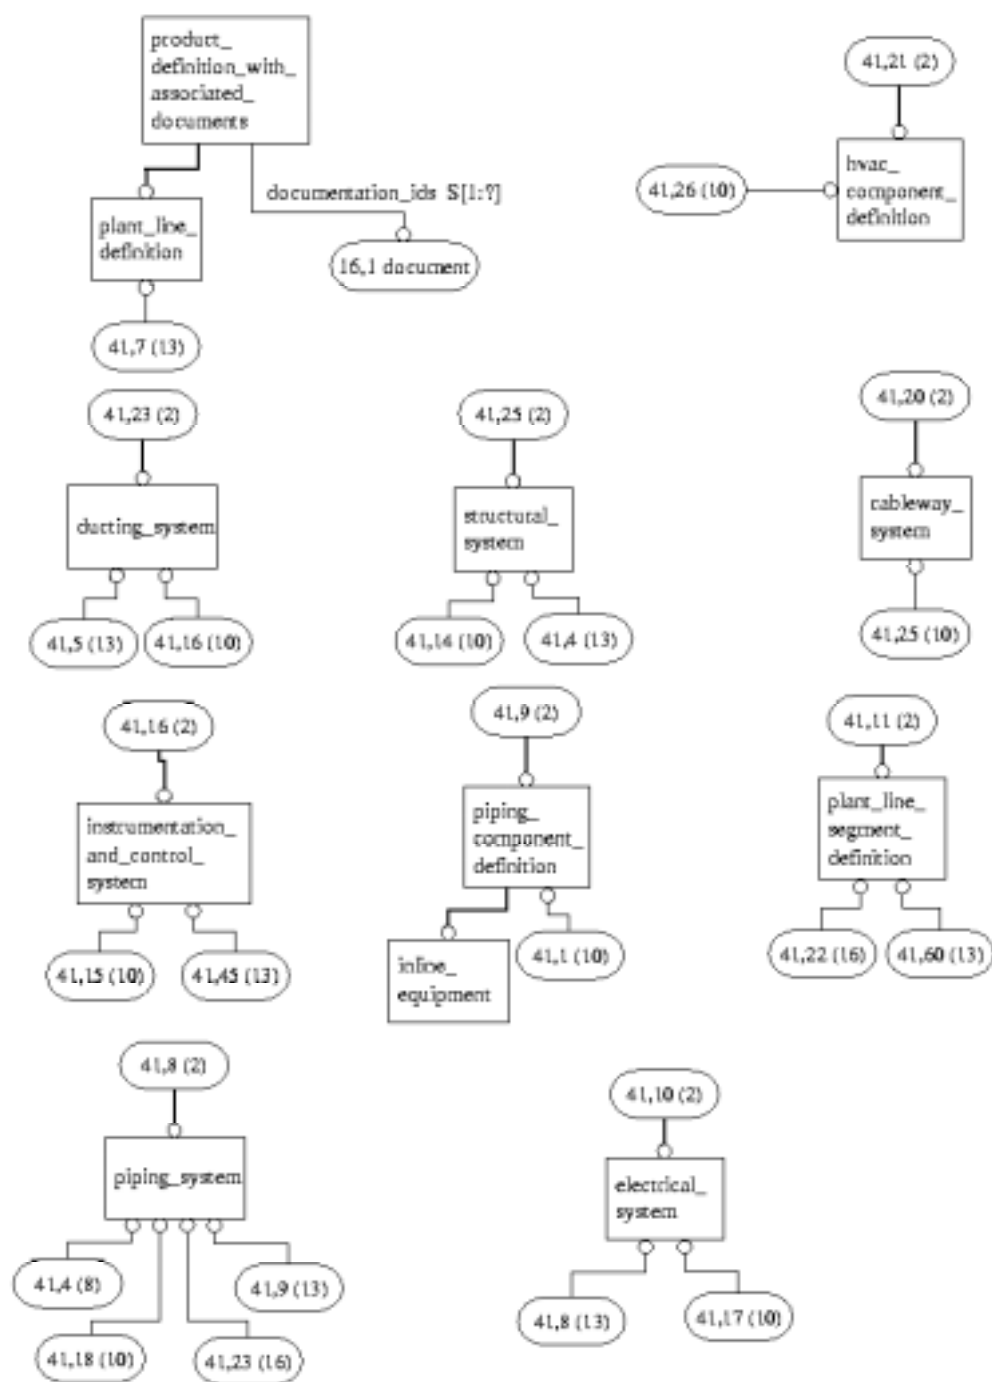 product_
definition_with_
associated_
documents
41,21 (2)
hvac_
component_
definition
41,26 (10)
documentation_ids S[1:?]
plant_line_
definition
16,1 document
41,7 (13)
41,23 (2)
41,25 (2)
41,20 (2)
ducting_system
structural_
system
cableway_
system
41,5 (13)
41,16 (10)
41,14 (10)
41,4 (13)
41,25 (10)
41,16 (2)
41,9 (2)
41,11 (2)
instrumentation_
and_control_
system
piping_
component_
definition
plant_line_
segment_
definition
41,15 (10)
41,45 (13)
inline_
equipment
41,1 (10)
41,22 (16)
41,60 (13)
41,8 (2)
41,10 (2)
piping_system
electrical_
system
41,4 (8)
41,9 (13)
41,18 (10)
41,23 (16)
41,8 (13)
41,17 (10)